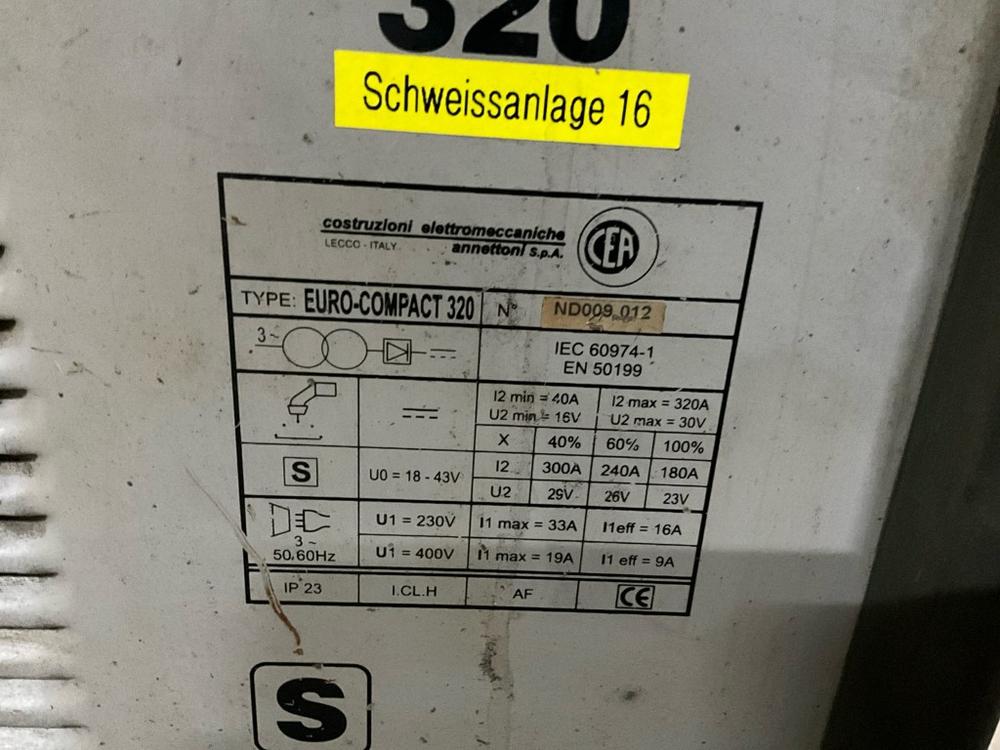 320
Schweissanlage 16
costruzioni elettromeccaniche
LECCO - ITALY annettoni S.p.A.
CEA
TYPE: EURO-COMPACT 320 N° ND009 012
3~
IEC 60974-1
EN 50199
I2 min = 40A I2 max = 320A
U2 min = 16V U2 max = 30V
X 40% 60% 100%
S U0 = 18 - 43V I2 300A 240A 180A
U2 29V 26V 23V
U1 = 230V I1 max = 33A I1eff = 16A
3 ~
50/60Hz U1 = 400V I1 max = 19A I1 eff = 9A
IP 23 I.CL.H AF CE
S